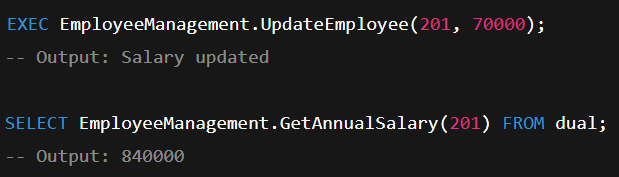 EXEC EmployeeManagement.UpdateEmployee(201, 70000);
-- Output: Salary updated
SELECT EmployeeManagement.GetAnnualSalary(201) FROM dual;
-- Output: 840000